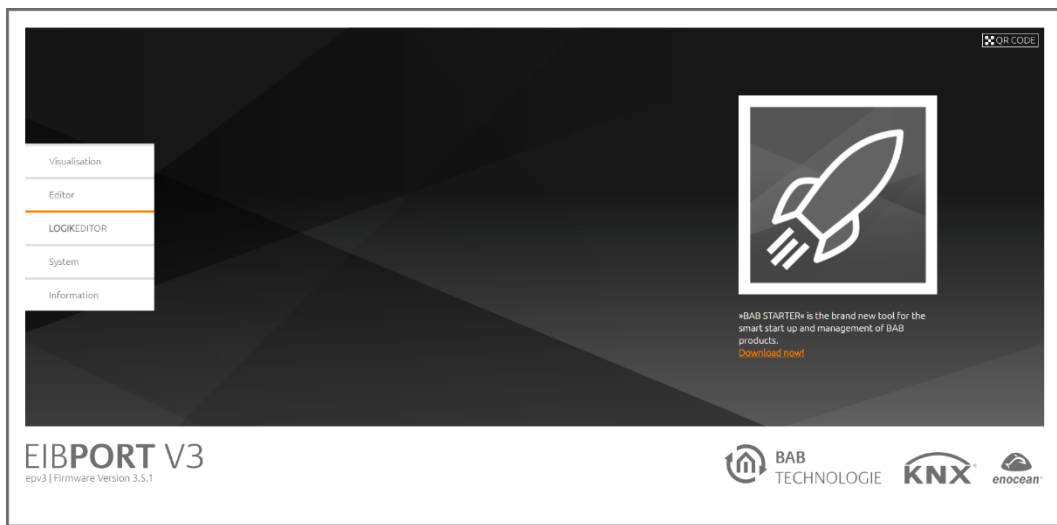 QR CODE
Visualisation
Editor
LOGIKEDITOR
System
Information
»BAB STARTER« is the brand new tool for the
smart start up and management of BAB
products.
Download now!
EIBPORT V3
epv3 | Firmware Version 3.5.1
BAB
TECHNOLOGIE
KNX®
enocean®